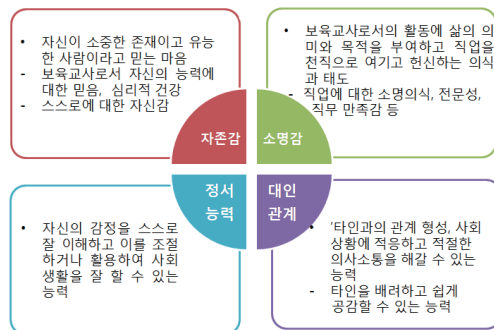 • 자신이 소중한 존재이고 유능
한 사람이라고 믿는 마음
- 보육교사로서 자신의 능력에
대한 믿음, 심리적 건강
- 스스로에 대한 자신감
• 보육교사로서의 활동에 삶의 의
미와 목적을 부여하고 직업을
천직으로 여기고 헌신하는 의식
과 태도
- 직업에 대한 소명의식, 전문성,
직무 만족감 등
자존감
소명감
정서
능력
대인
관계
• 자신의 감정을 스스로
잘 이해하고 이를 조절
하거나 활용하여 사회
생활을 잘 할 수 있는
능력
• '타인과의 관계 형성, 사회
상황에 적응하고 적절한
의사소통을 해갈 수 있는
능력
- 타인을 배려하고 쉽게
공감할 수 있는 능력